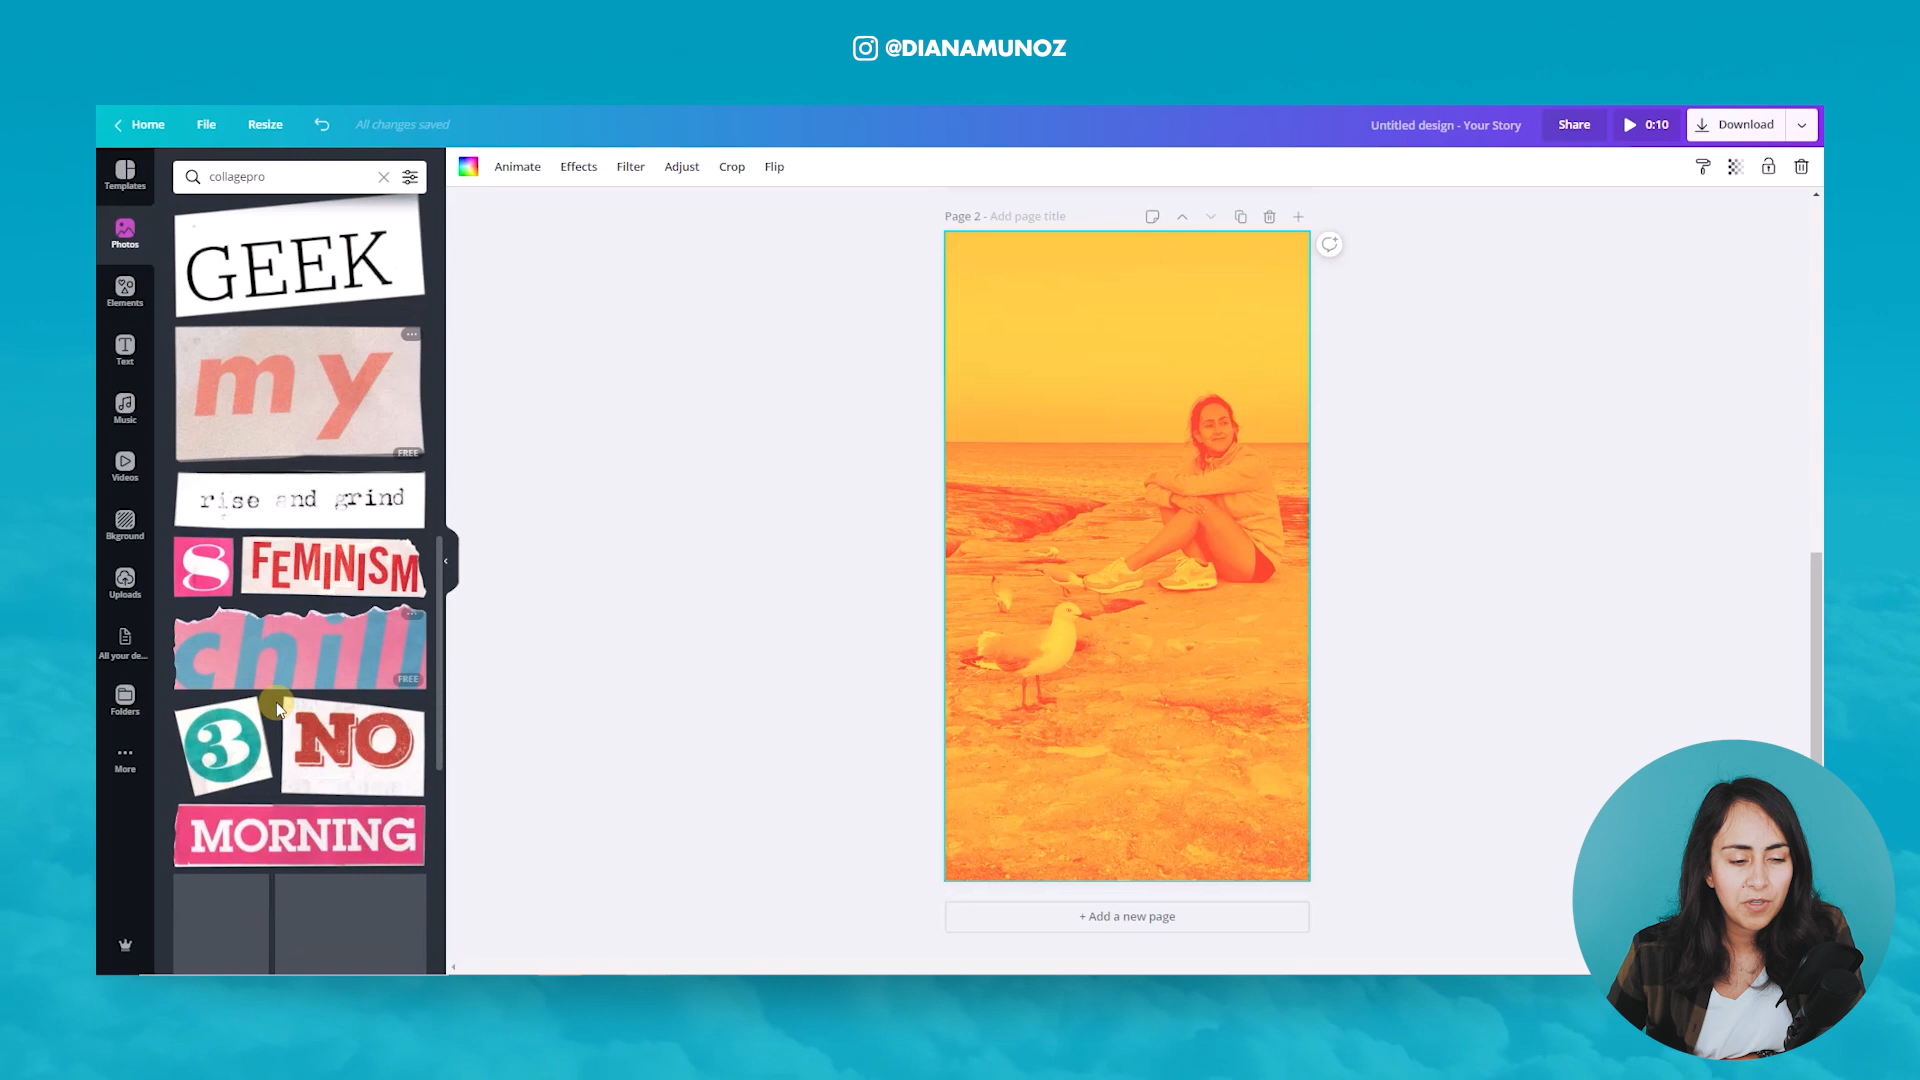 @DIANAMUNOZ
Home File Resize All changes saved Untitled design - Your Story Share 0:10 Download
Templates
collagepro
Animate Effects Filter Adjust Crop Flip
Photos
Elements
Text
Music
Videos
Bkground
Uploads
All your de...
Folders
More
GEEK
my
FREE
rise and grind
8 FEMINISM
chill
FREE
3 NO
MORNING
Page 2 - Add page title
+ Add a new page